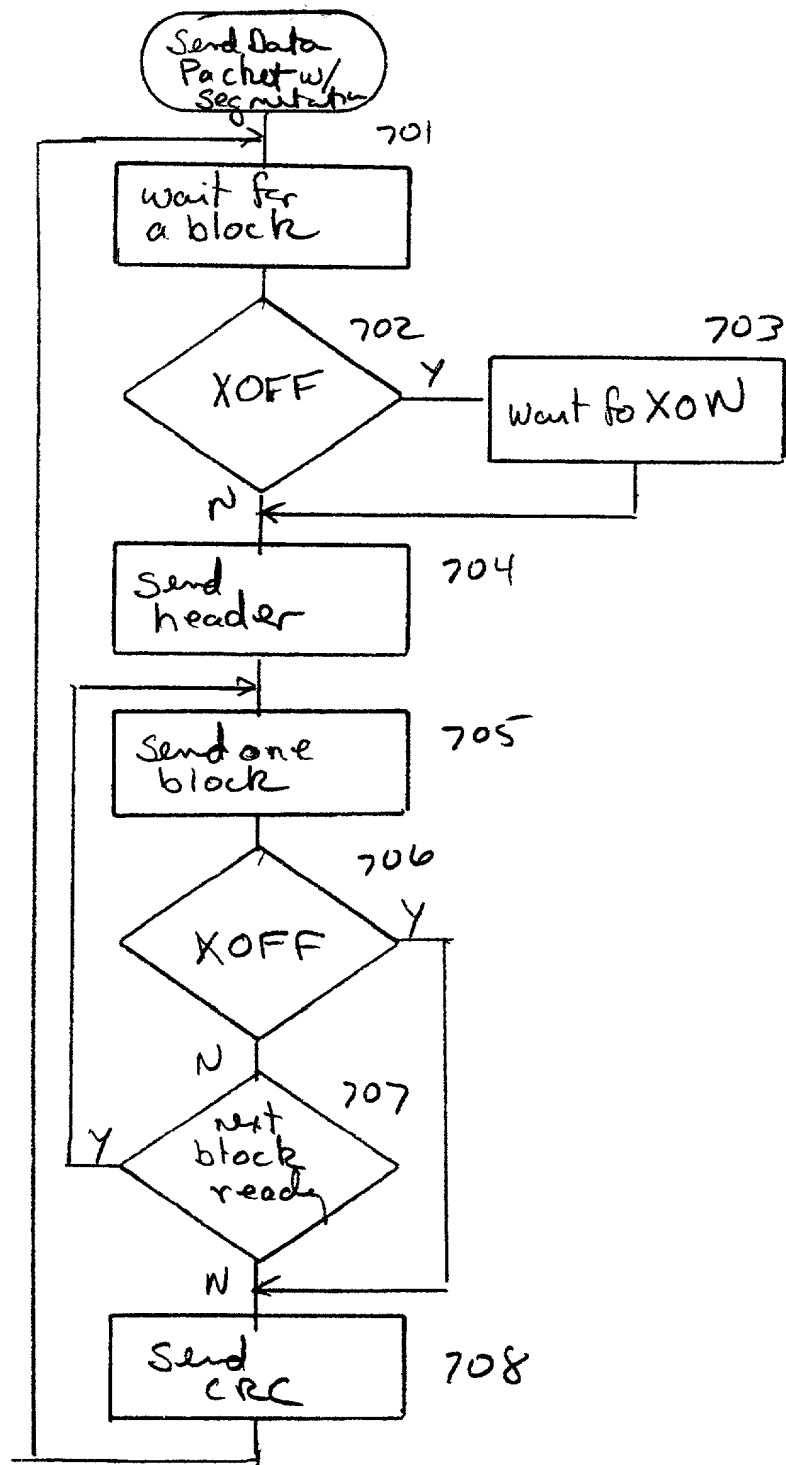 Send Data
Packet w/
Segmentation
701
wait for
a block
702
XOFF
Y
703
wait fo XON
N
704
Send
header
705
Send one
block
706
XOFF
Y
N
707
next
block
ready
Y
N
Send
CRC
708